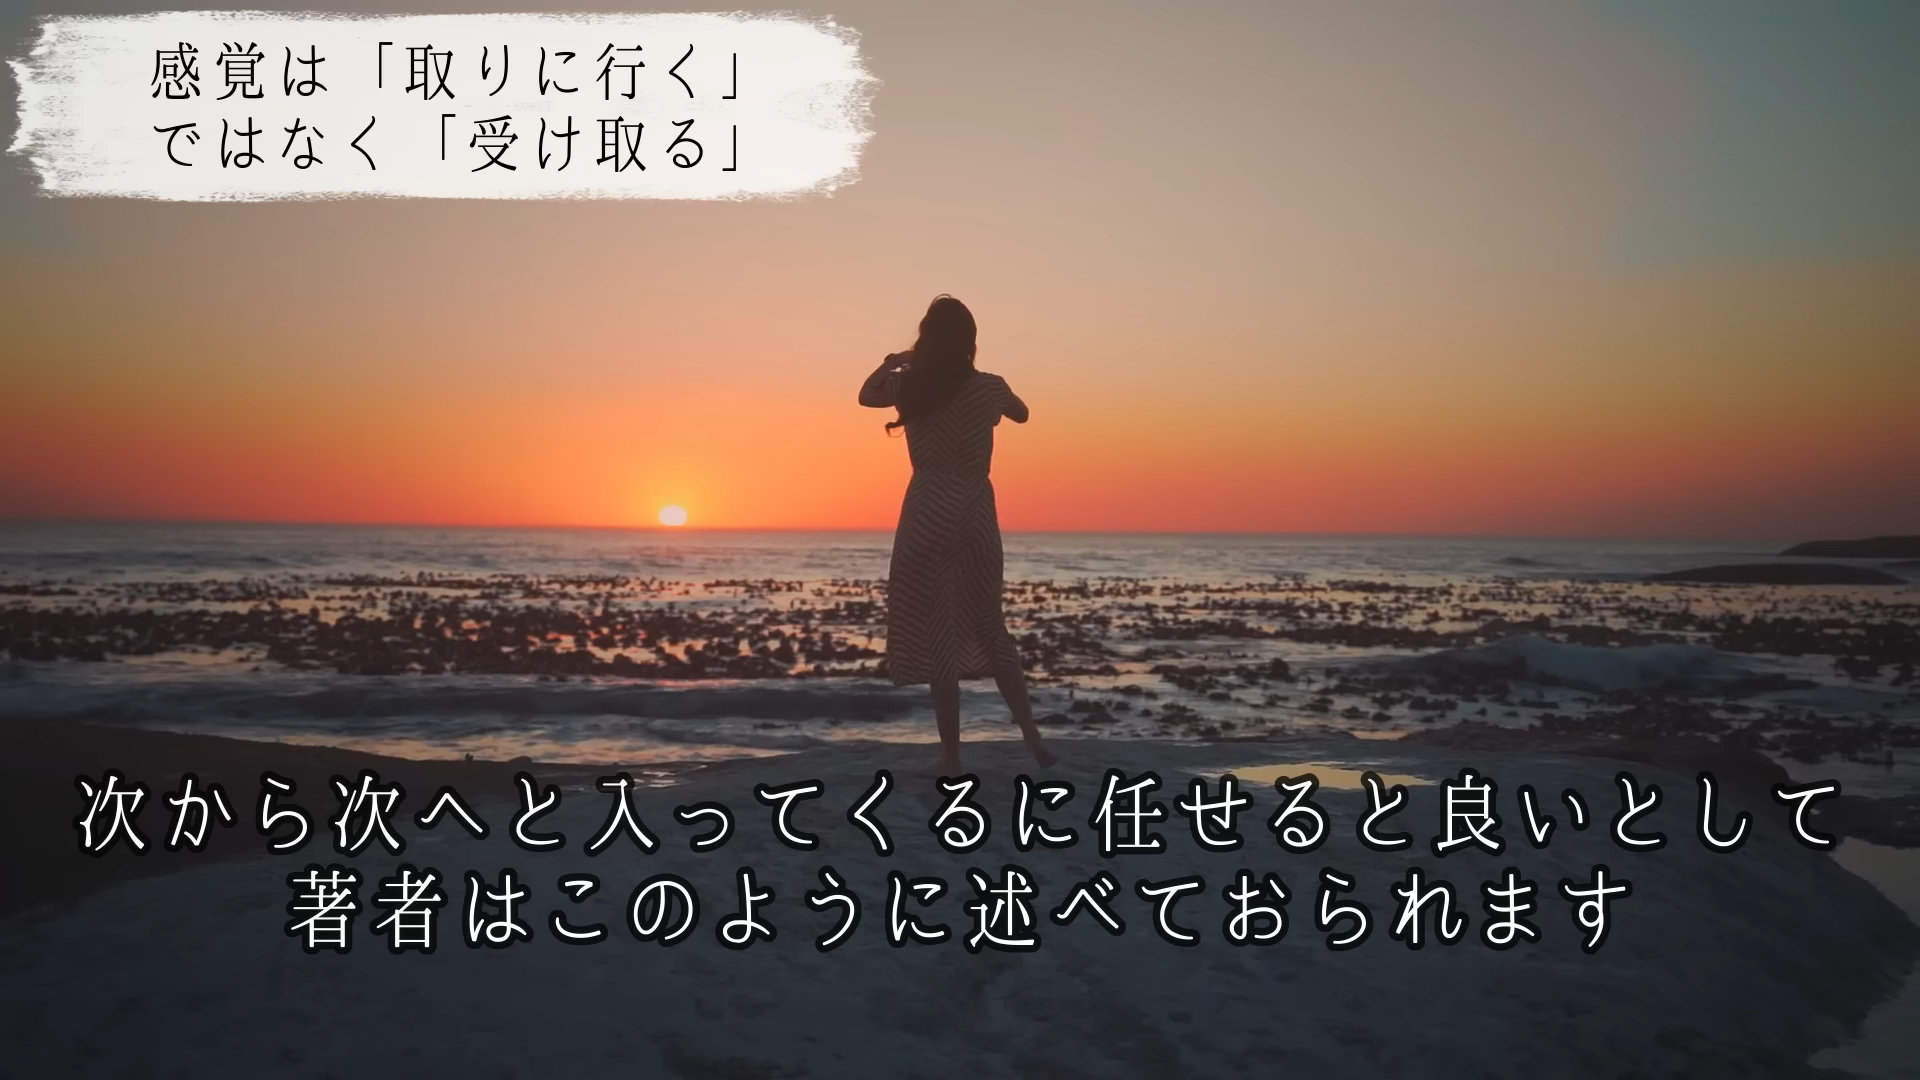 感覚は「取りに行く」
ではなく「受け取る」
次から次へと入ってくるに任せると良いとして
著者はこのように述べておられます